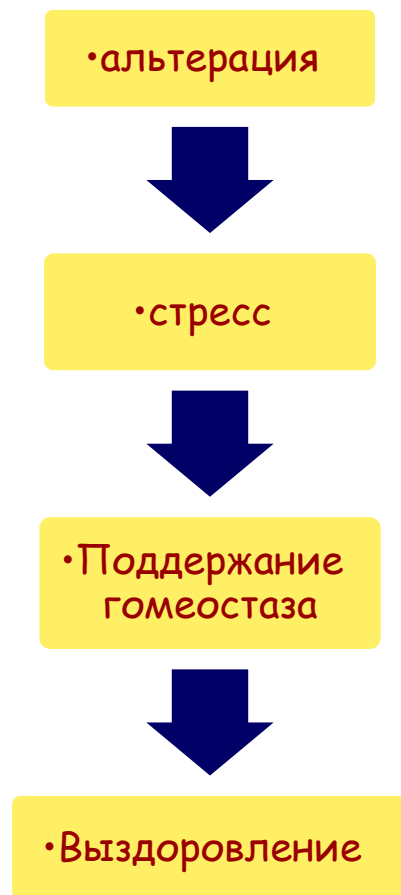 •альтерация
•стресс
•Поддержание
гомеостаза
•Выздоровление